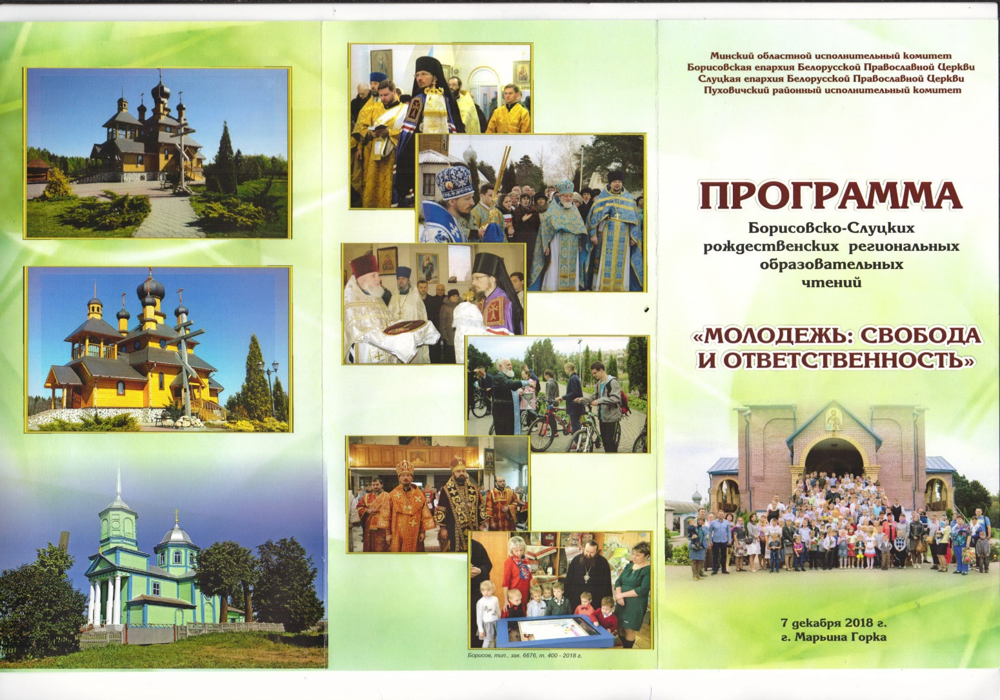 Минский областной исполнительный комитет
Борисовская епархия Белорусской Православной Церкви
Слуцкая епархия Белорусской Православной Церкви
Пуховичский районный исполнительный комитет
ПРОГРАММА
Борисовско-Слуцких
рождественских региональных
образовательных
чтений
«МОЛОДЕЖЬ: СВОБОДА
И ОТВЕТСТВЕННОСТЬ»
7 декабря 2018 г.
г. Марьина Горка
Борисов, тип., зак. 6676, т. 400 - 2018 г.